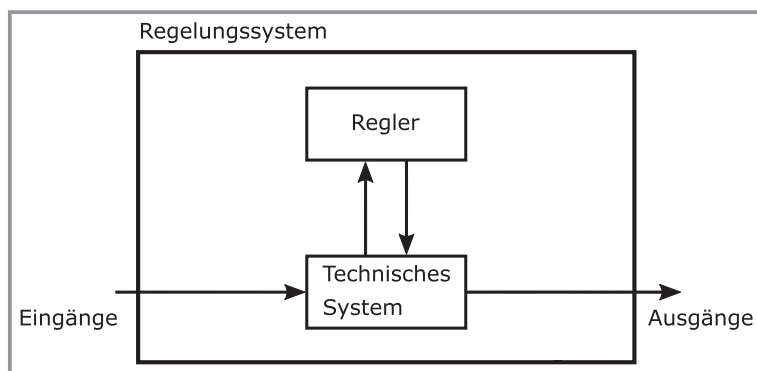 Regelungssystem
Regler
Technisches
System
Eingänge
Ausgänge